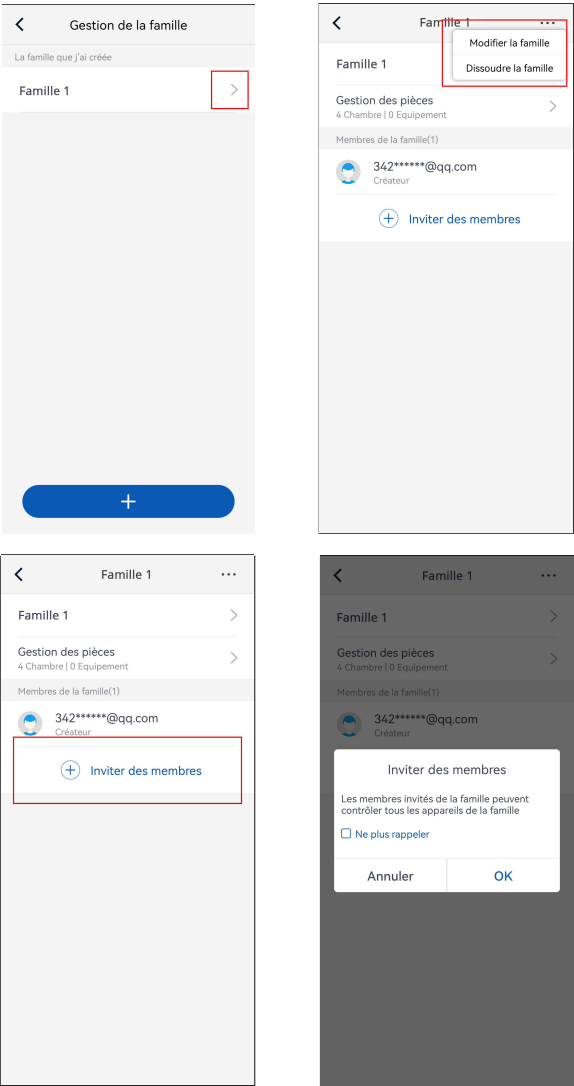 Gestion de la famille
La famille que j'ai créée
Famille 1
Famille 1
Modifier la famille
Dissoudre la famille
Famille 1
Gestion des pièces
4 Chambre | 0 Equipement
Membres de la famille(1)
342******@qq.com
Créateur
Inviter des membres
Famille 1
Famille 1
Gestion des pièces
4 Chambre | 0 Equipement
Membres de la famille(1)
342******@qq.com
Créateur
Inviter des membres
Famille 1
Famille 1
Gestion des pièces
4 Chambre | 0 Equipement
Membres de la famille(1)
342******@qq.com
Créateur
Inviter des membres
Les membres invités de la famille peuvent
contrôler tous les appareils de la famille
Ne plus rappeler
Annuler OK